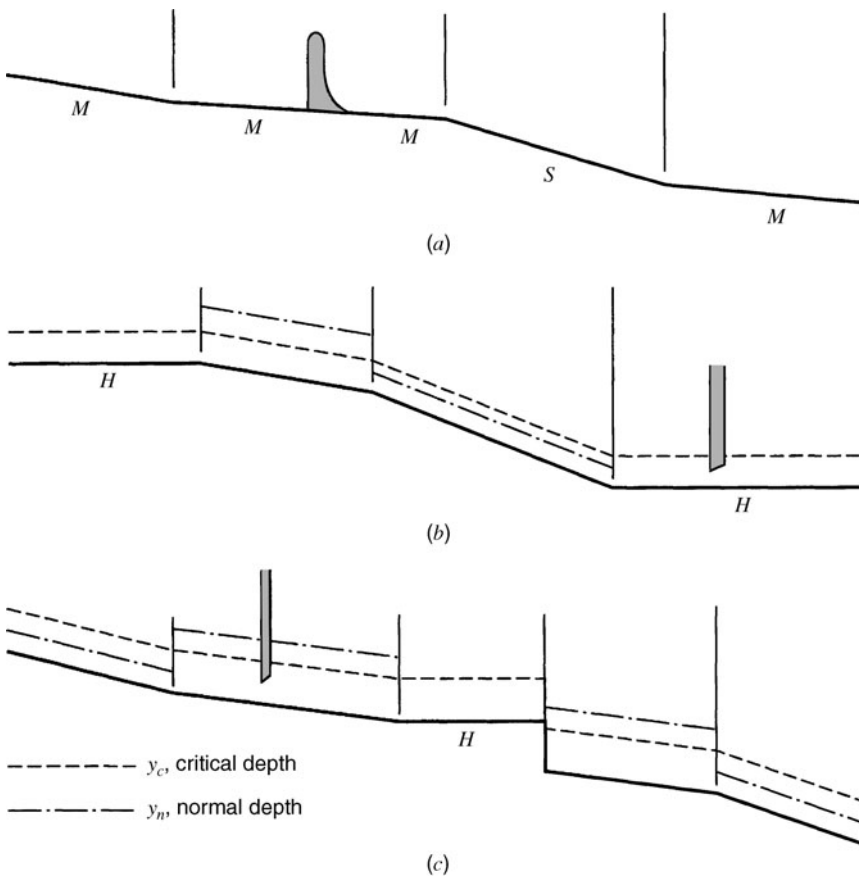 M
M
M
S
M
(a)
H
H
(b)
H
y_c, critical depth
y_n, normal depth
(c)